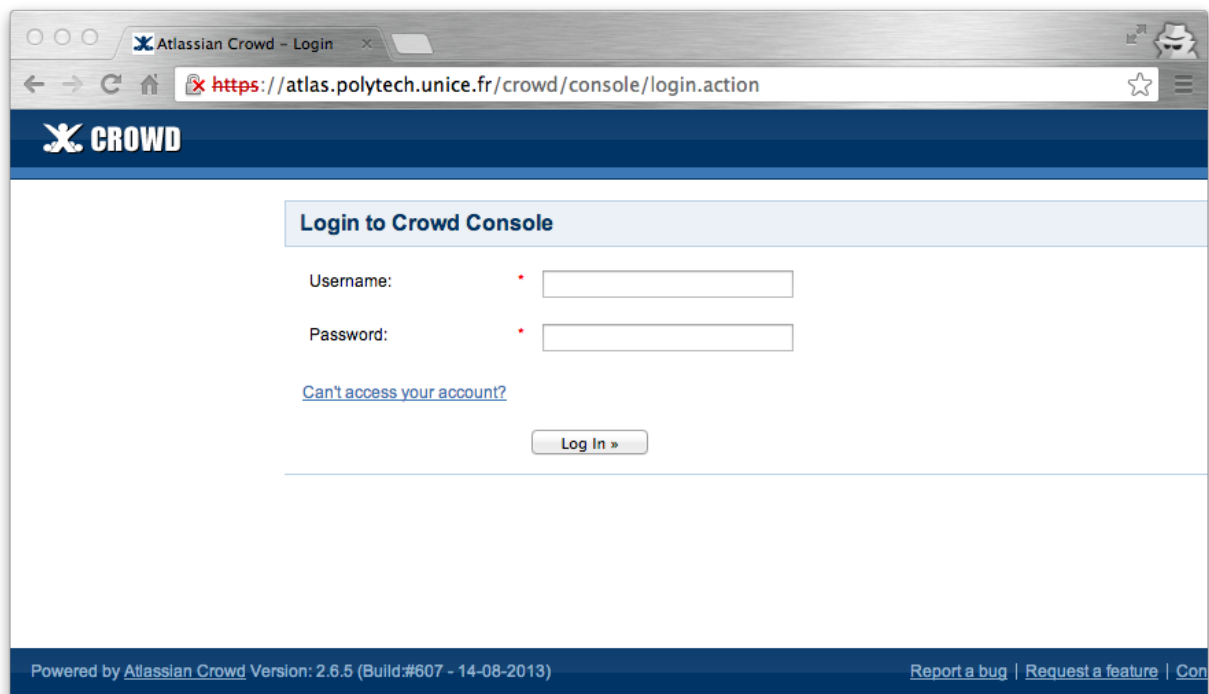 Atlassian Crowd – Login
https://atlas.polytech.unice.fr/crowd/console/login.action
CROWD
Login to Crowd Console
Username: *
Password: *
Can't access your account?
Log In »
Powered by Atlassian Crowd Version: 2.6.5 (Build:#607 - 14-08-2013) Report a bug | Request a feature | Con